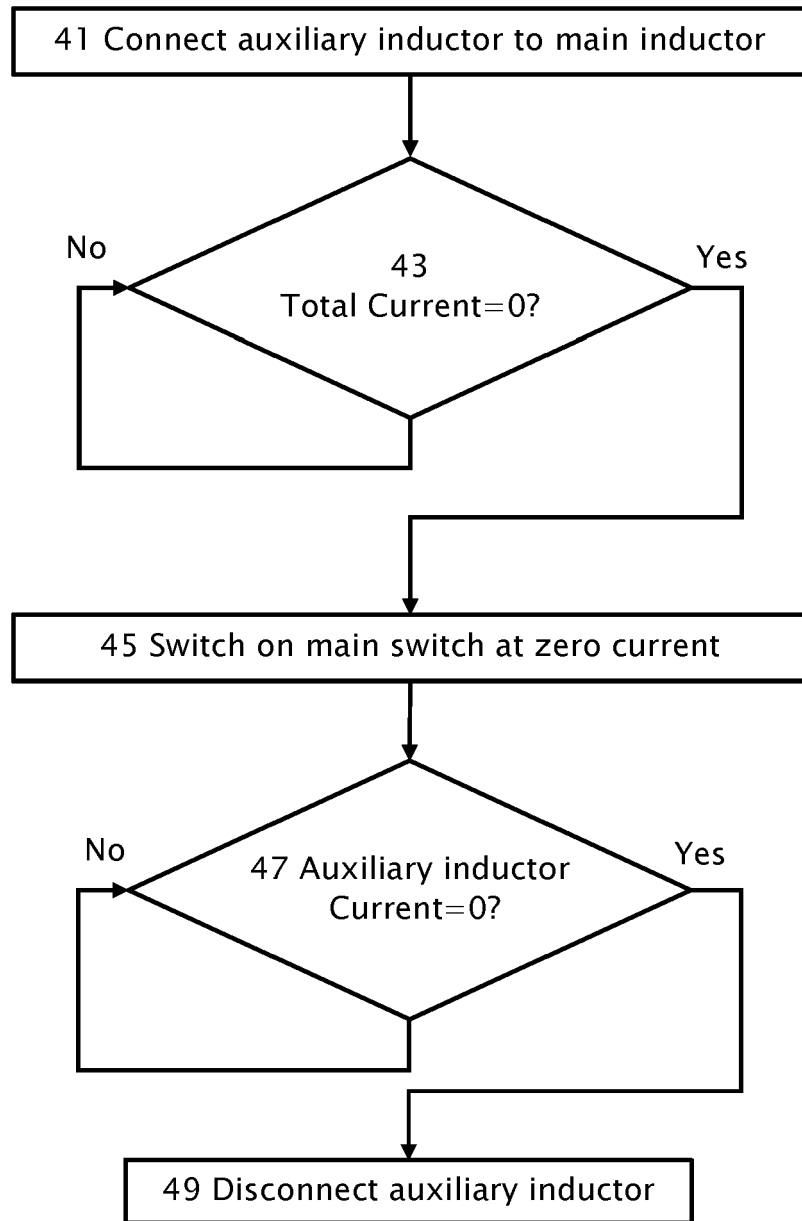 41 Connect auxiliary inductor to main inductor
No
43
Yes
Total Current=0?
45 Switch on main switch at zero current
No
47 Auxiliary inductor
Yes
Current=0?
49 Disconnect auxiliary inductor